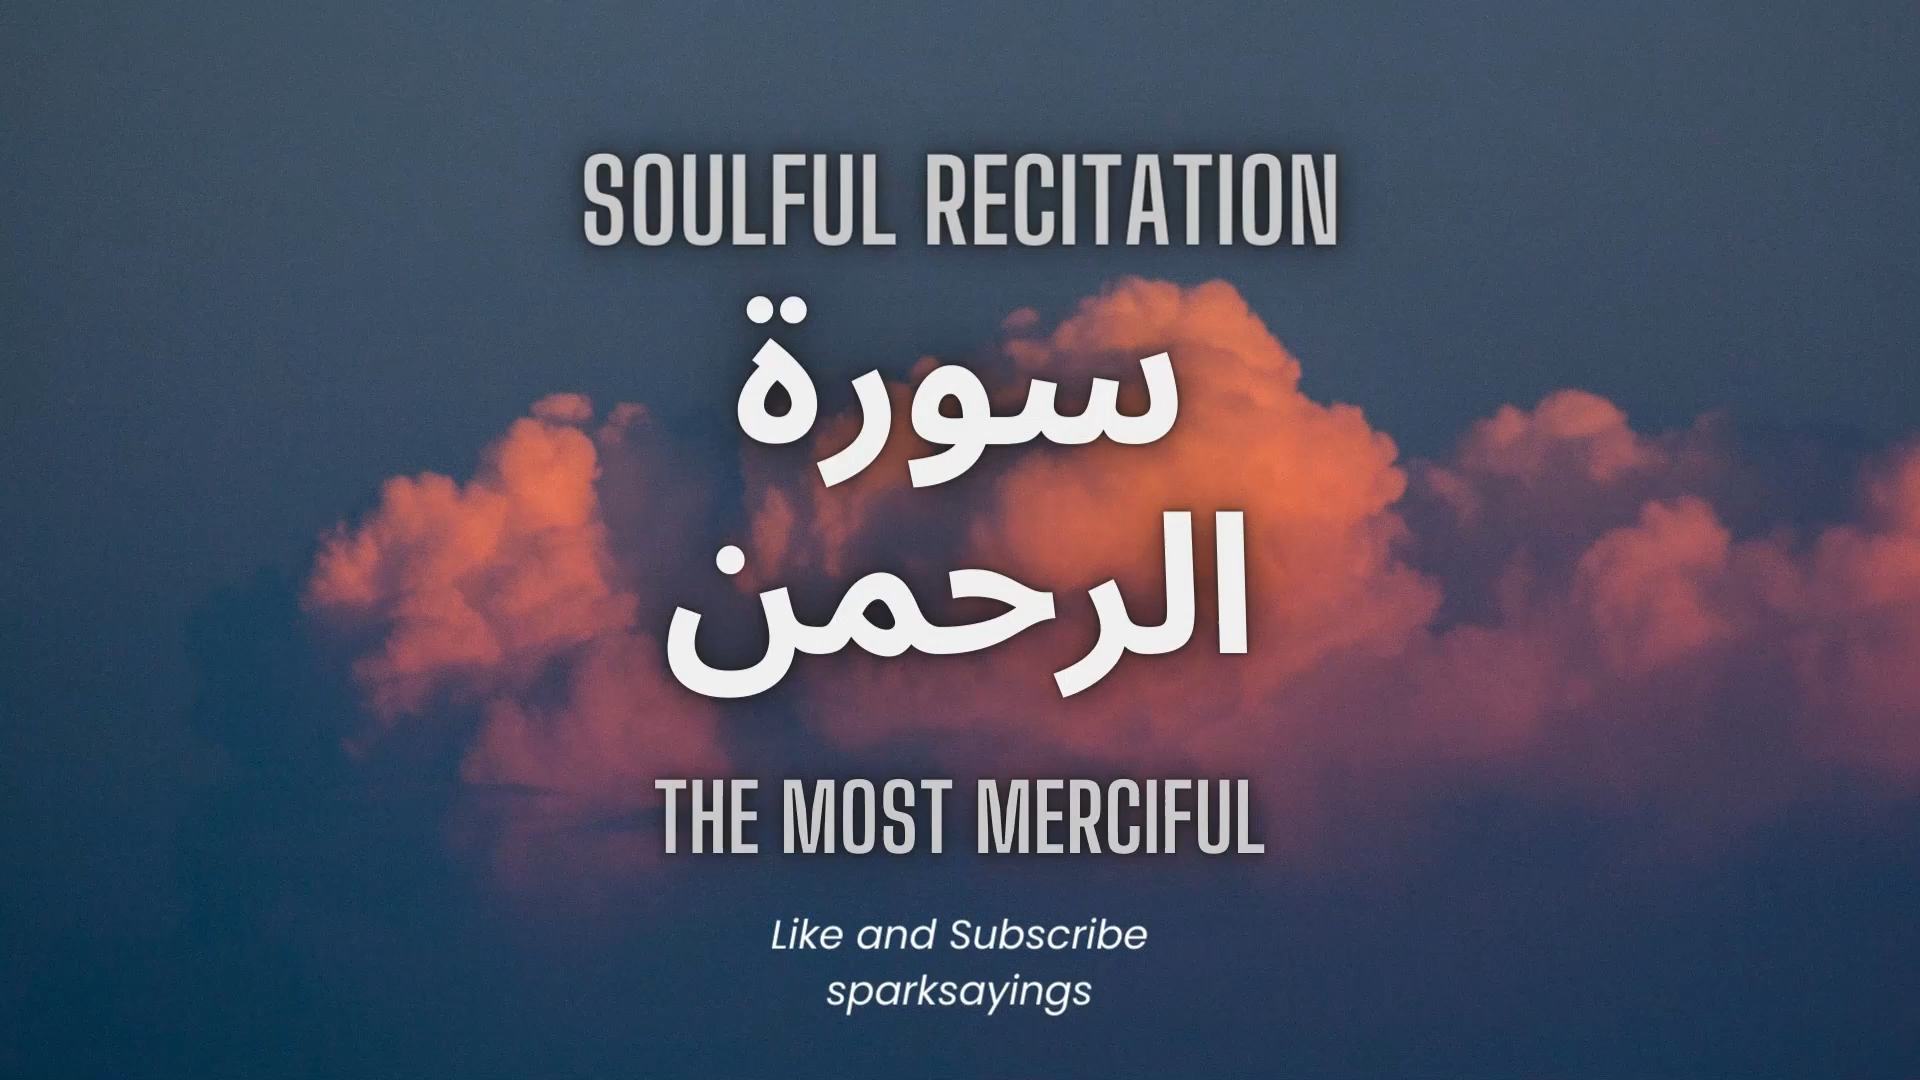 SOULFUL RECITATION
سورة
الرحمن
THE MOST MERCIFUL
Like and Subscribe
sparksayings